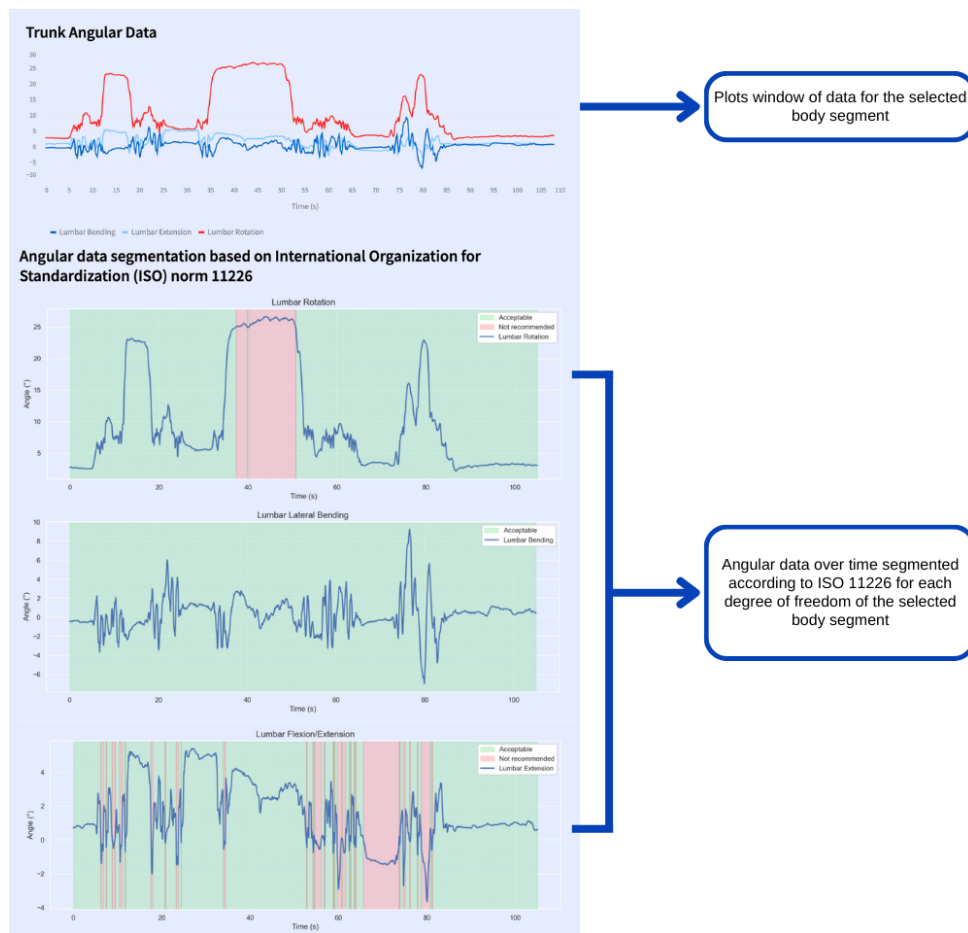 Trunk Angular Data
30
25
20
15
10
5
0
−5
−10
0 5 10 15 20 25 30 35 40 45 50 55 60 65 70 75 80 85 90 95 100 105 108 110
Time (s)
Lumbar Bending Lumbar Extension Lumbar Rotation
Plots window of data for the selected
body segment
Angular data segmentation based on International Organization for
Standardization (ISO) norm 11226
Lumbar Rotation
Acceptable
Not recommended
Lumbar Rotation
25
20
15
10
5
Angle (°)
0 20 40 60 80 100
Time (s)
Lumbar Lateral Bending
Acceptable
Lumbar Bending
10
8
6
4
2
0
−2
−4
−6
Angle (°)
0 20 40 60 80 100
Time (s)
Lumbar Flexion/Extension
Acceptable
Not recommended
Lumbar Extension
4
2
0
−2
−4
Angle (°)
0 20 40 60 80 100
Time (s)
Angular data over time segmented
according to ISO 11226 for each
degree of freedom of the selected
body segment